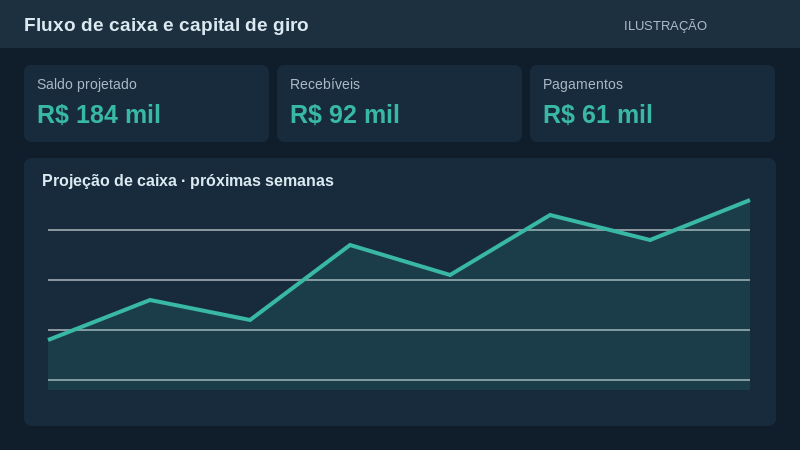 Fluxo de caixa e capital de giro
ILUSTRAÇÃO
Saldo projetado
R$ 184 mil
Recebíveis
R$ 92 mil
Pagamentos
R$ 61 mil
Projeção de caixa · próximas semanas